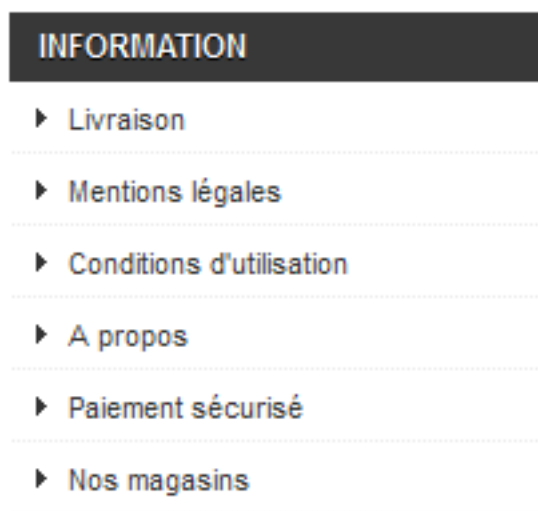 INFORMATION
Livraison
Mentions légales
Conditions d'utilisation
A propos
Paiement sécurisé
Nos magasins